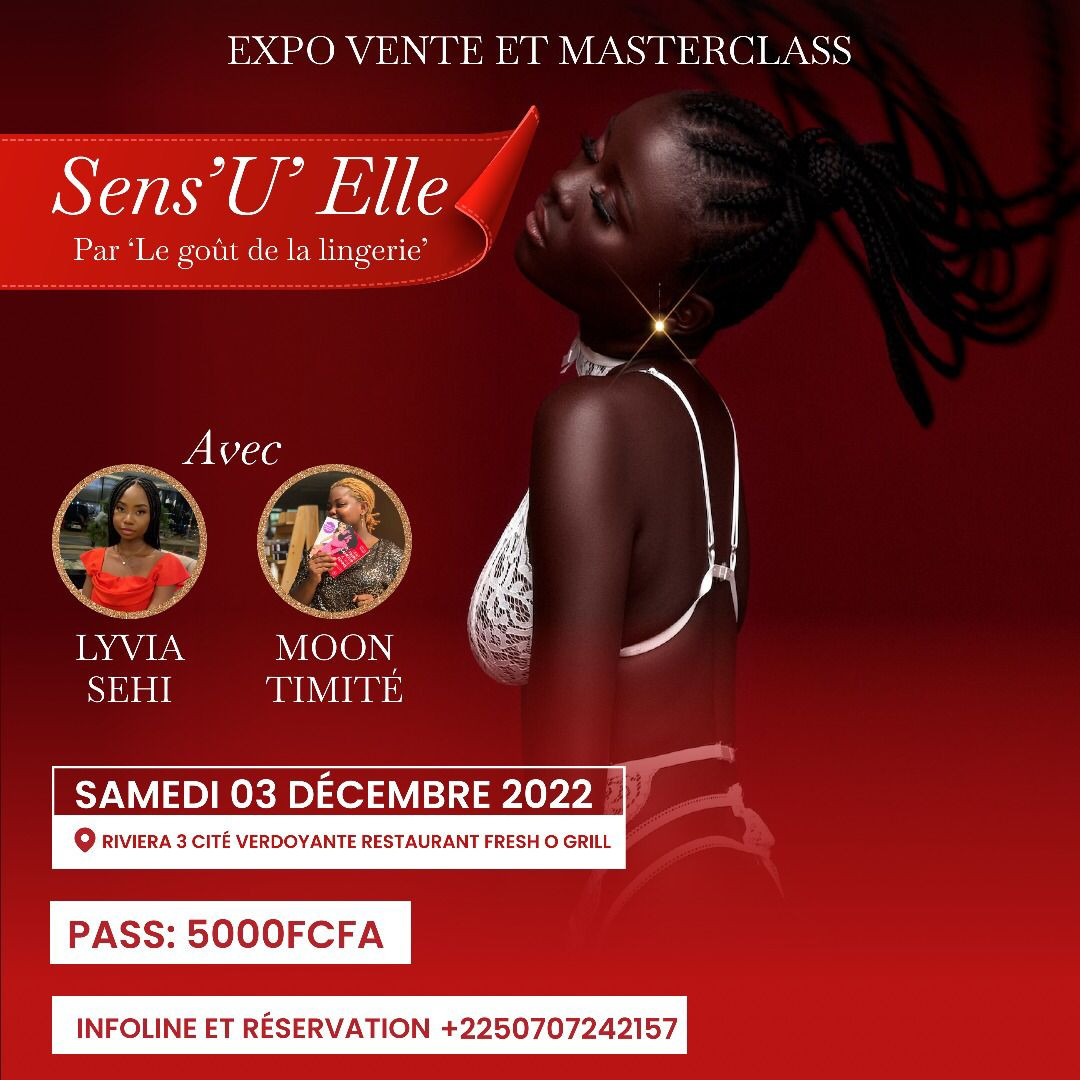 EXPO VENTE ET MASTERCLASS
Sens'U' Elle
Par 'Le goût de la lingerie'
Avec
LYVIA
SEHI
MOON
TIMITÉ
SAMEDI 03 DÉCEMBRE 2022
RIVIERA 3 CITÉ VERDOYANTE RESTAURANT FRESH O GRILL
PASS: 5000FCFA
INFOLINE ET RÉSERVATION +2250707242157